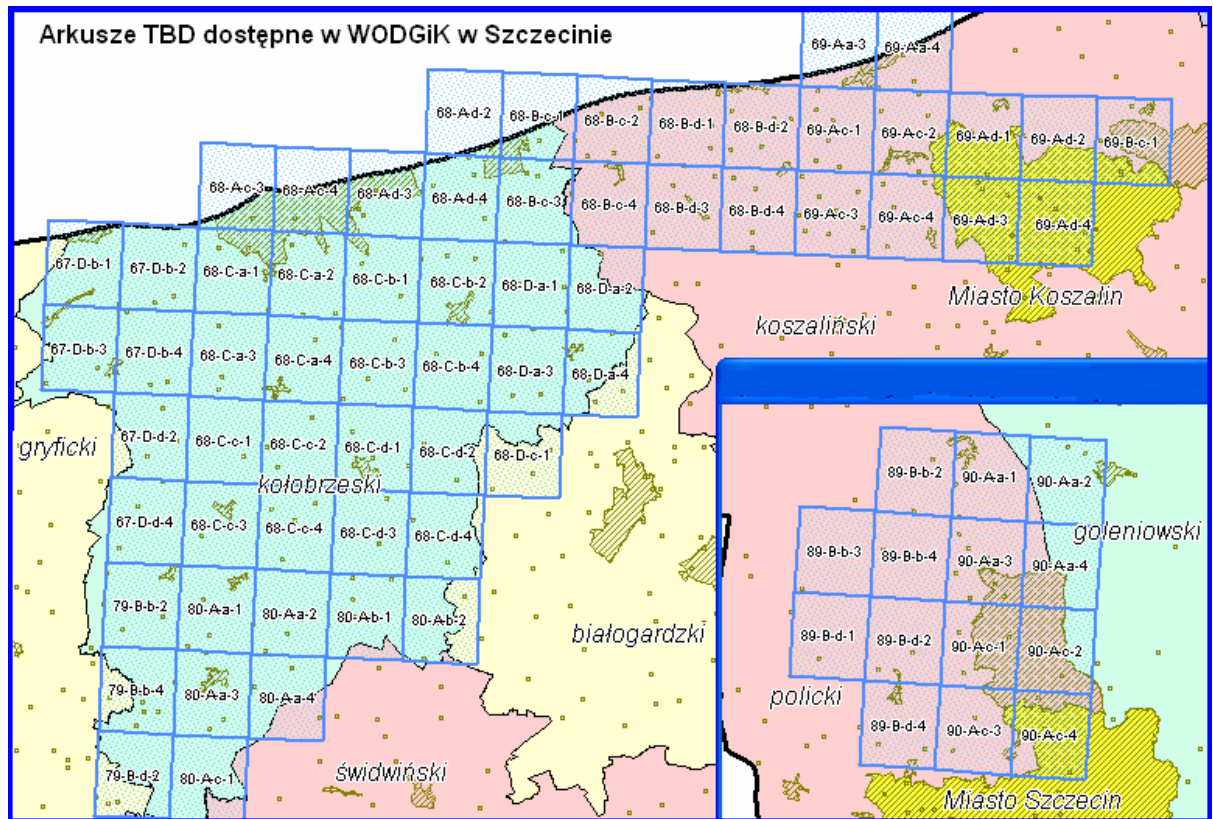 Arkusze TBD dostępne w WODGiK w Szczecinie
69-A-a-3 69-A-a-4
68-A-d-2 68-B-c-1 68-B-c-2 68-B-d-1 68-B-d-2 69-A-c-1 69-A-c-2 69-A-d-1 69-A-d-2 69-B-c-1
68-A-c-3 68-A-c-4 68-A-d-3 68-A-d-4 68-B-c-3 68-B-c-4 68-B-d-3 68-B-d-4 69-A-c-3 69-A-c-4 69-A-d-3 69-A-d-4
67-D-b-1 67-D-b-2 68-C-a-1 68-C-a-2 68-C-b-1 68-C-b-2 68-D-a-1 68-D-a-2
Miasto Koszalin
koszaliński
67-D-b-3 67-D-b-4 68-C-a-3 68-C-a-4 68-C-b-3 68-C-b-4 68-D-a-3 68-D-a-4
gryficki
67-D-d-2 68-C-c-1 68-C-c-2 68-C-d-1 68-C-d-2 68-D-c-1
kołobrzeski
67-D-d-4 68-C-c-3 68-C-c-4 68-C-d-3 68-C-d-4
79-B-b-2 80-A-a-1 80-A-a-2 80-A-b-1 80-A-b-2
białogardzki
79-B-b-4 80-A-a-3 80-A-a-4
79-B-d-2 80-A-c-1
świdwiński
89-B-b-2 90-A-a-1 90-A-a-2
goleniowski
89-B-b-3 89-B-b-4 90-A-a-3 90-A-a-4
89-B-d-1 89-B-d-2 90-A-c-1 90-A-c-2
policki
89-B-d-4 90-A-c-3 90-A-c-4
Miasto Szczecin